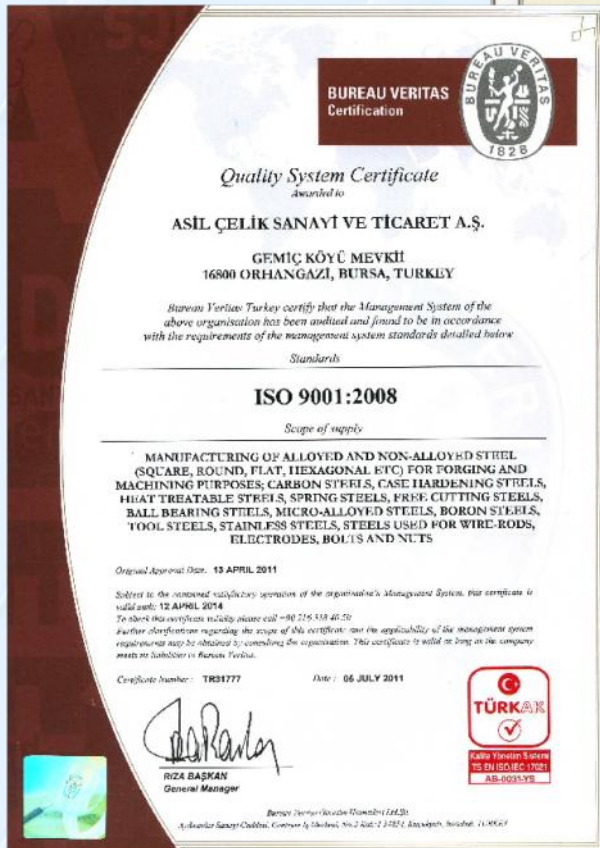 BUREAU VERITAS
Certification
BUREAU VERITAS
1828
Quality System Certificate
Awarded to
ASİL ÇELİK SANAYİ VE TİCARET A.Ş.
GEMİÇ KÖYÜ MEVKİİ
16800 ORHANGAZİ, BURSA, TURKEY
Bureau Veritas Turkey certify that the Management System of the
above organisation has been audited and found to be in accordance
with the requirements of the management system standards detailed below
Standards
ISO 9001:2008
Scope of supply
MANUFACTURING OF ALLOYED AND NON-ALLOYED STEEL
(SQUARE, ROUND, FLAT, HEXAGONAL ETC) FOR FORGING AND
MACHINING PURPOSES; CARBON STEELS, CASE HARDENING STEELS,
HEAT TREATABLE STEELS, SPRING STEELS, FREE CUTTING STEELS,
BALL BEARING STEELS, MICRO-ALLOYED STEELS, BORON STEELS,
TOOL STEELS, STAINLESS STEELS, STEELS USED FOR WIRE-RODS,
ELECTRODES, BOLTS AND NUTS
Original Approval Date: 13 APRIL 2011
Subject to the continued satisfactory operation of the organisation's Management System, this certificate is
valid until: 12 APRIL 2014
To check this certificate validity please call
Further clarifications regarding the scope of this certificate and the applicability of the management system
requirements may be obtained by consulting the organisation. This certificate is valid as long as the company
meets its liabilities to Bureau Veritas.
Certificate Number : TR31777 Date : 05 JULY 2011
TÜRKAK
Kalite Yönetim Sistemi
TS EN ISO IEC 17021
AB-0031-YS
RIZA BAŞKAN
General Manager